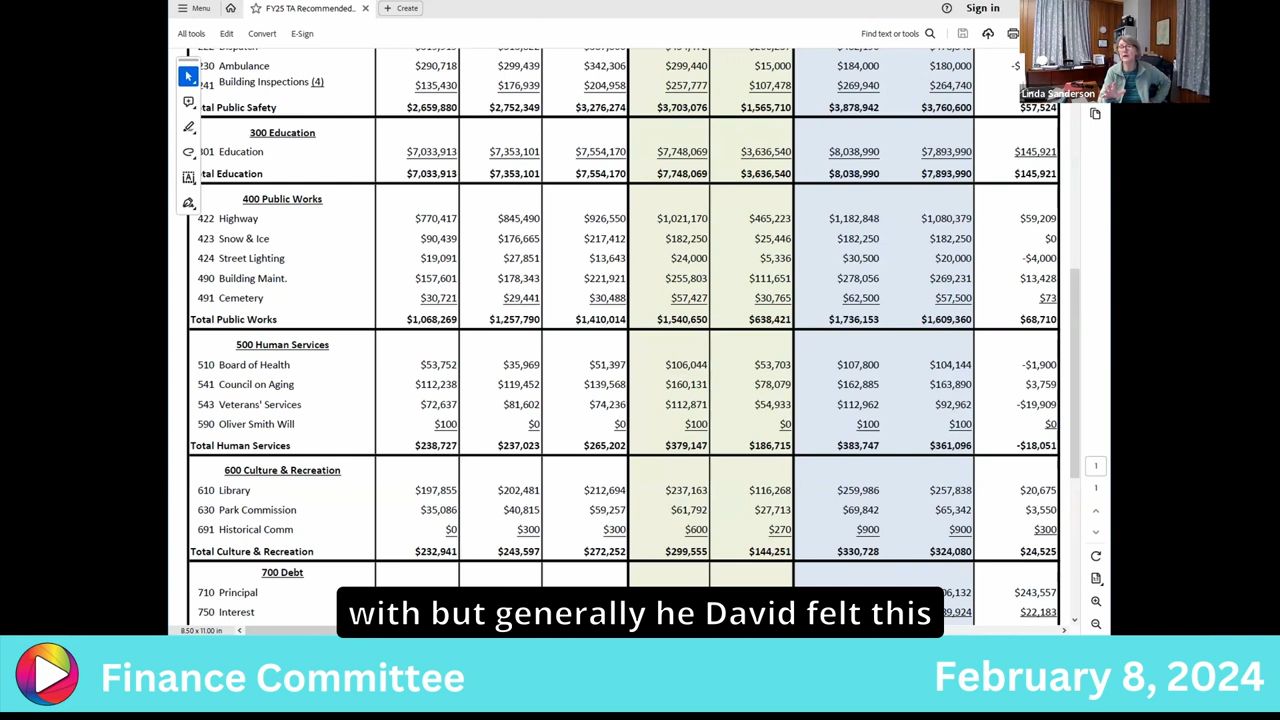 Menu FY25 TA Recommended.. Create Sign in
All tools Edit Convert E-Sign Find text or tools
222 Dispatch
230 Ambulance $290,718 $299,439 $342,306 $299,440 $15,000 $184,000 $184,000 -$
241 Building Inspections (4) $135,430 $176,939 $204,958 $257,777 $107,478 $269,940 $264,740
Linda Sanderson
tal Public Safety $2,659,880 $2,752,349 $3,276,274 $3,703,076 $1,565,710 $3,878,942 $3,760,600 $57,524
300 Education
301 Education $7,033,913 $7,353,101 $7,554,170 $7,748,069 $3,636,540 $8,038,990 $7,893,990 $145,921
tal Education $7,033,913 $7,353,101 $7,554,170 $7,748,069 $3,636,540 $8,038,990 $7,893,990 $145,921
400 Public Works
422 Highway $770,417 $845,490 $926,550 $1,021,170 $465,223 $1,182,848 $1,080,379 $59,209
423 Snow & Ice $90,439 $176,665 $217,412 $182,250 $25,446 $182,250 $182,250 $0
424 Street Lighting $19,091 $27,851 $13,643 $24,000 $5,336 $30,500 $20,000 -$4,000
490 Building Maint. $157,601 $178,343 $221,921 $255,803 $111,651 $278,056 $269,231 $13,428
491 Cemetery $30,721 $29,441 $30,488 $57,427 $30,765 $62,500 $57,500 $73
Total Public Works $1,068,269 $1,257,790 $1,410,014 $1,540,650 $638,421 $1,736,153 $1,609,360 $68,710
500 Human Services
510 Board of Health $53,752 $35,969 $51,397 $106,044 $53,703 $107,800 $104,144 -$1,900
541 Council on Aging $112,238 $119,452 $139,568 $160,131 $78,079 $162,885 $163,890 $3,759
543 Veterans' Services $72,637 $81,602 $74,236 $112,871 $54,933 $112,962 $92,962 -$19,909
590 Oliver Smith Will $100 $0 $0 $100 $0 $100 $100 $0
Total Human Services $238,727 $237,023 $265,202 $379,147 $186,715 $383,747 $361,096 -$18,051
600 Culture & Recreation
610 Library $197,855 $202,481 $212,694 $237,163 $116,268 $259,986 $257,838 $20,675
630 Park Commission $35,086 $40,815 $59,257 $61,792 $27,713 $69,842 $65,342 $3,550
691 Historical Comm $0 $300 $300 $600 $270 $900 $900 $300
Total Culture & Recreation $232,941 $243,597 $272,252 $299,555 $144,251 $330,728 $324,080 $24,525
1
1
700 Debt
710 Principal 06,132 $243,557
750 Interest 9,924 $22,183
8.50 x 11.00 in
with but generally he David felt this
Finance Committee February 8, 2024